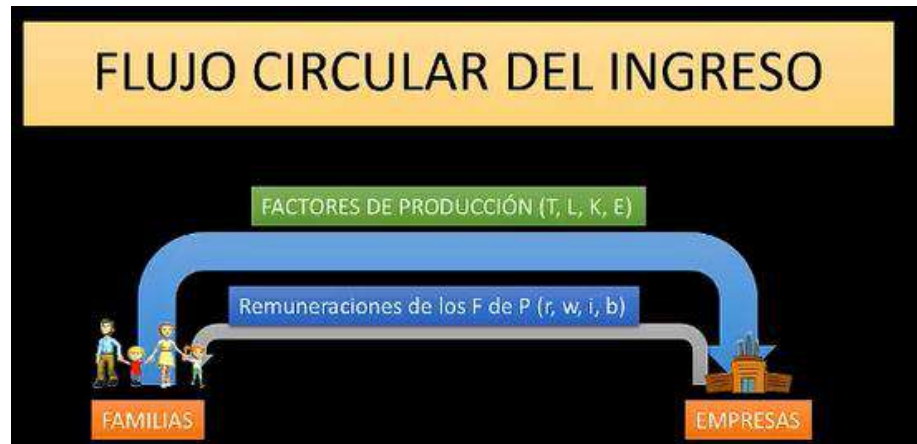 FLUJO CIRCULAR DEL INGRESO
FACTORES DE PRODUCCIÓN (T, L, K, E)
Remuneraciones de los F de P (r, w, i, b)
FAMILIAS
EMPRESAS